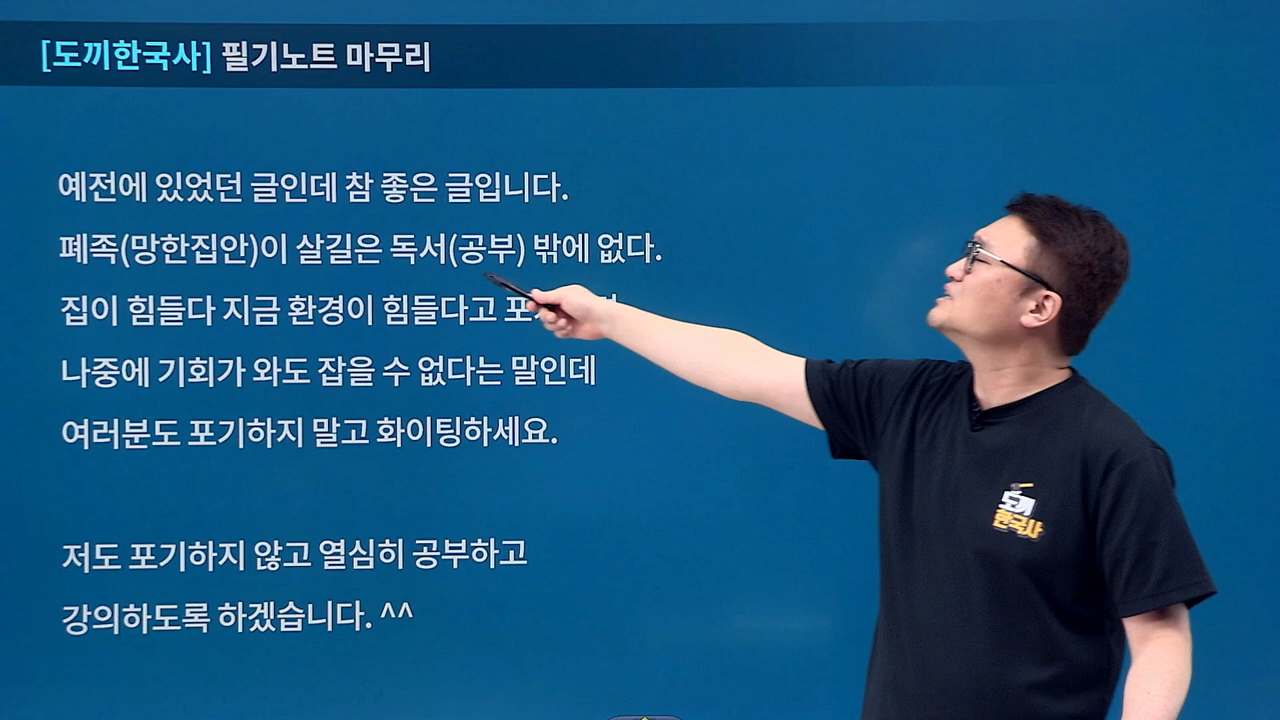 [도끼한국사] 필기노트 마무리
예전에 있었던 글인데 참 좋은 글입니다.
폐족(망한집안)이 살길은 독서(공부) 밖에 없다.
집이 힘들다 지금 환경이 힘들다고
나중에 기회가 와도 잡을 수 없다는 말인데
여러분도 포기하지 말고 화이팅하세요.
저도 포기하지 않고 열심히 공부하고
강의하도록 하겠습니다. ^^
도끼
한국사